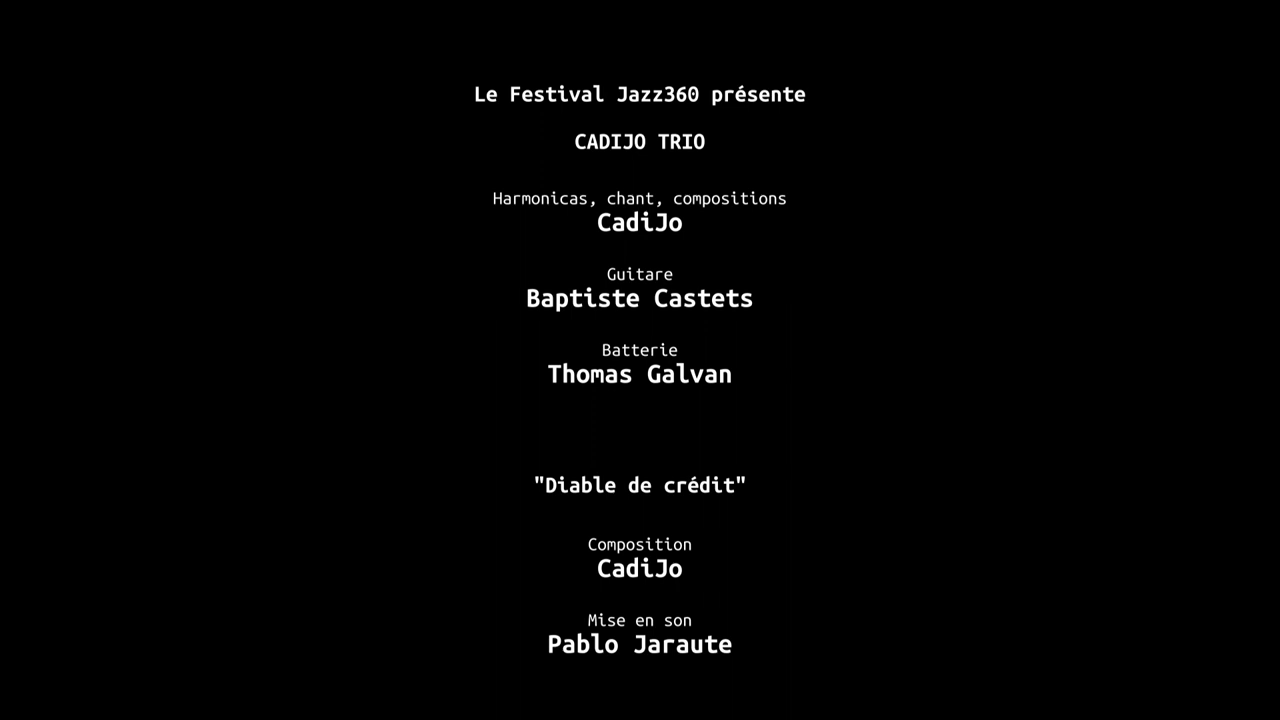 Le Festival Jazz360 présente
CADIJO TRIO
Harmonicas, chant, compositions
CadiJo
Guitare
Baptiste Castets
Batterie
Thomas Galvan
"Diable de crédit"
Composition
CadiJo
Mise en son
Pablo Jaraute